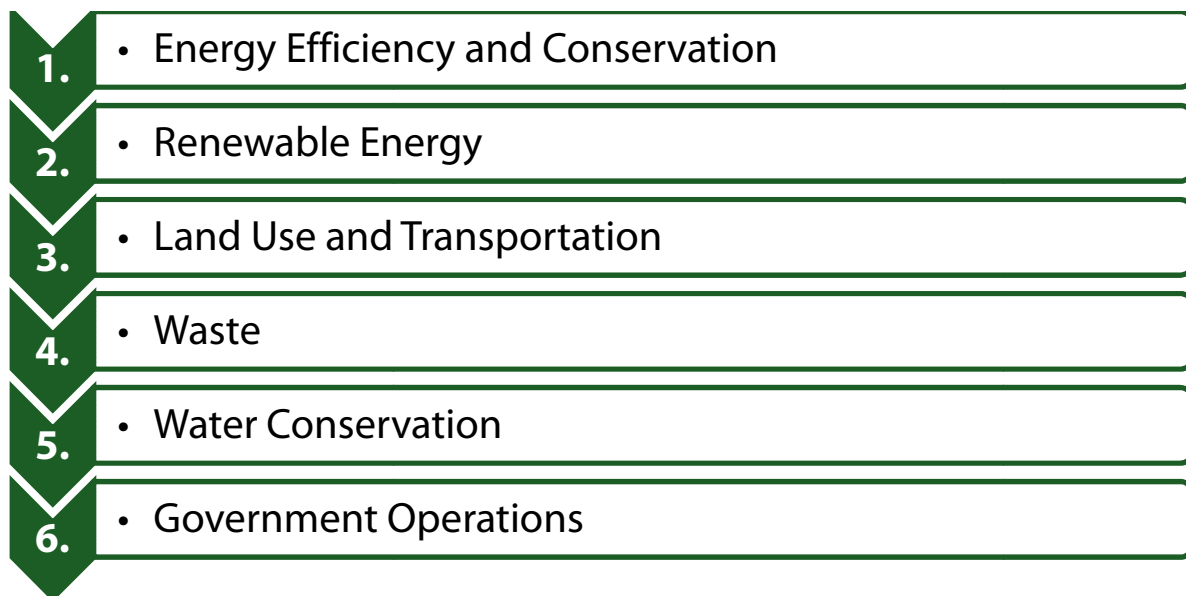 1. • Energy Efficiency and Conservation
2. • Renewable Energy
3. • Land Use and Transportation
4. • Waste
5. • Water Conservation
6. • Government Operations